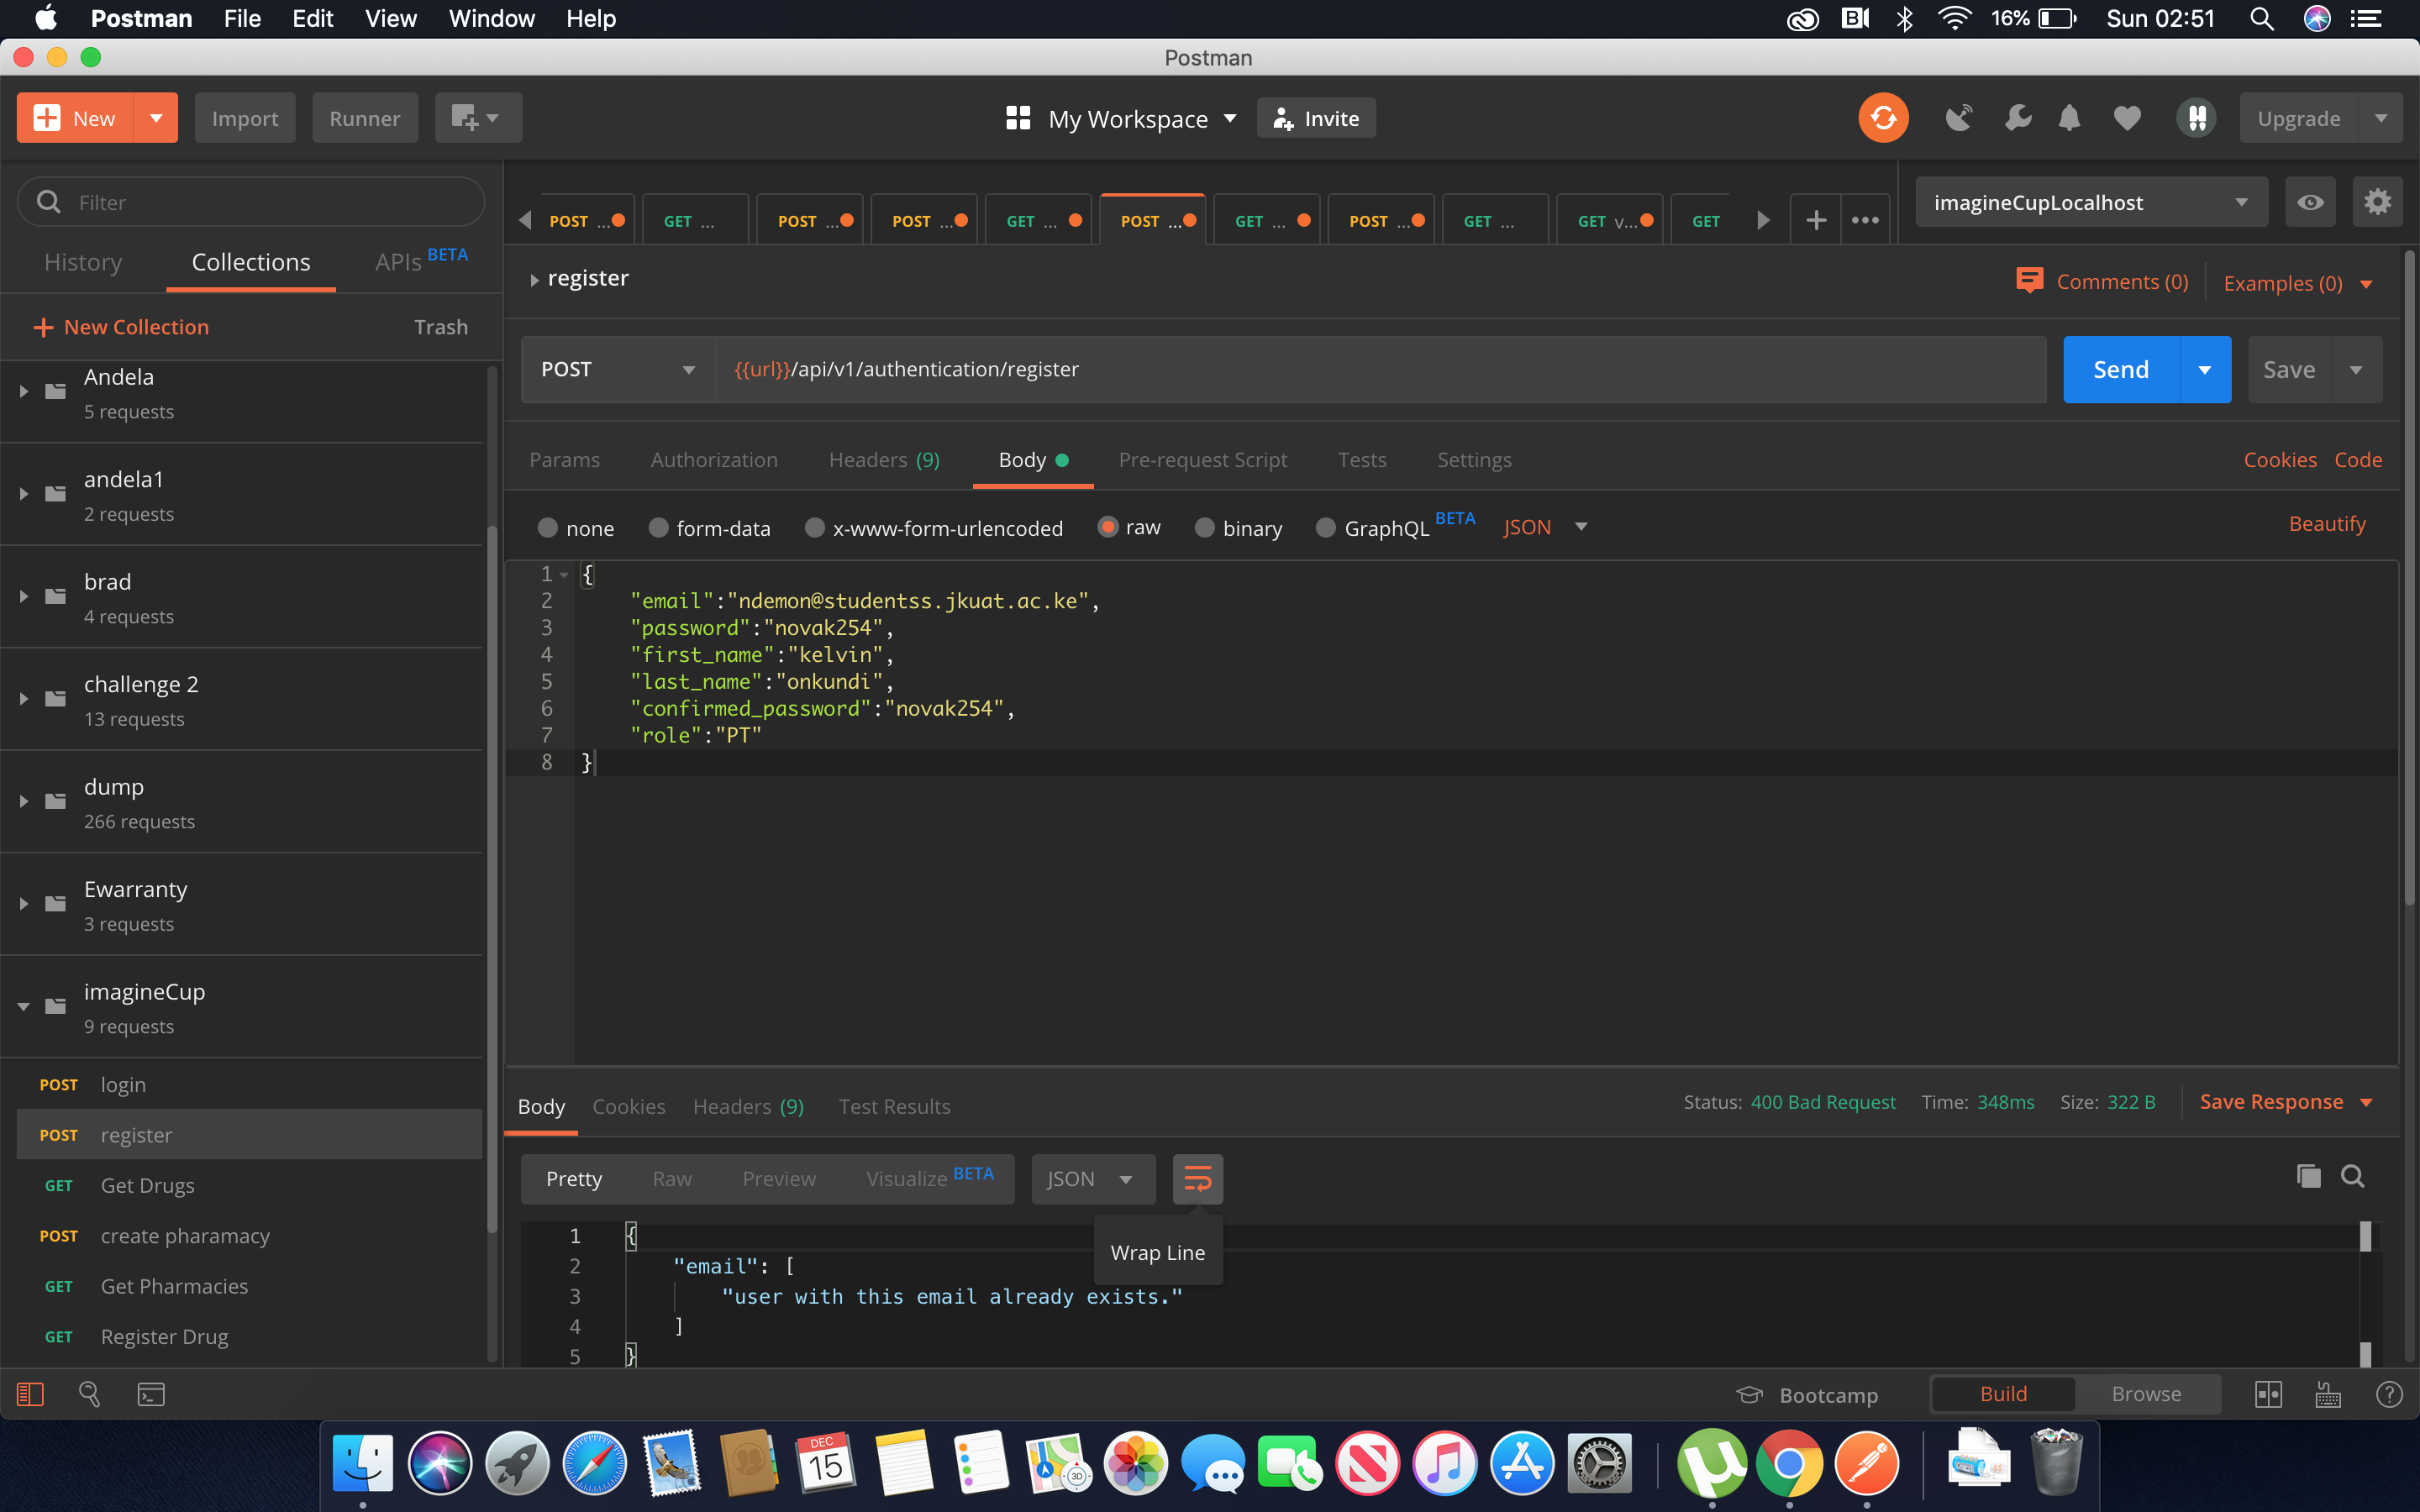 Postman File Edit View Window Help 16% Sun 02:51
Postman
New Import Runner My Workspace Invite Upgrade
Filter
POST ... GET ... POST ... POST ... GET ... POST ... GET ... POST ... GET ... GET v... GET
imagineCupLocalhost
History Collections APIs BETA
New Collection Trash
Andela
5 requests
andela1
2 requests
brad
4 requests
challenge 2
13 requests
dump
266 requests
Ewarranty
3 requests
imagineCup
9 requests
POST login
POST register
GET Get Drugs
POST create pharamacy
GET Get Pharmacies
GET Register Drug
register
Comments (0) Examples (0)
POST {{url}}/api/v1/authentication/register Send Save
Params Authorization Headers (9) Body Pre-request Script Tests Settings Cookies Code
none form-data x-www-form-urlencoded raw binary GraphQL BETA JSON Beautify
1 {
2 "email":"ndemon@studentss.jkuat.ac.ke",
3 "password":"novak254",
4 "first_name":"kelvin",
5 "last_name":"onkundi",
6 "confirmed_password":"novak254",
7 "role":"PT"
8 }
Body Cookies Headers (9) Test Results Status: 400 Bad Request Time: 348ms Size: 322 B Save Response
Pretty Raw Preview Visualize BETA JSON
Wrap Line
1 {
2 "email": [
3 "user with this email already exists."
4 ]
5 }
Bootcamp Build Browse
DEC
15
3D